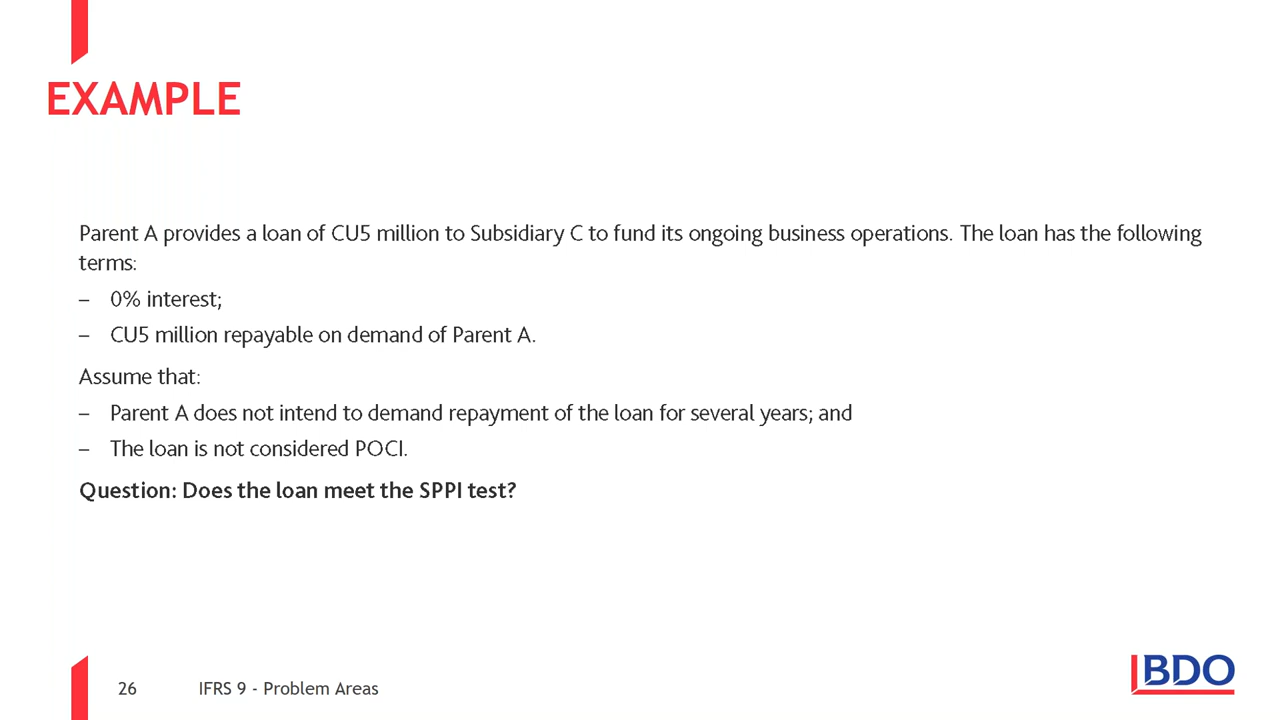 EXAMPLE
Parent A provides a loan of CU5 million to Subsidiary C to fund its ongoing business operations. The loan has the following
terms:
– 0% interest;
– CU5 million repayable on demand of Parent A.
Assume that:
– Parent A does not intend to demand repayment of the loan for several years; and
– The loan is not considered POCI.
Question: Does the loan meet the SPPI test?
26 IFRS 9 - Problem Areas
BDO